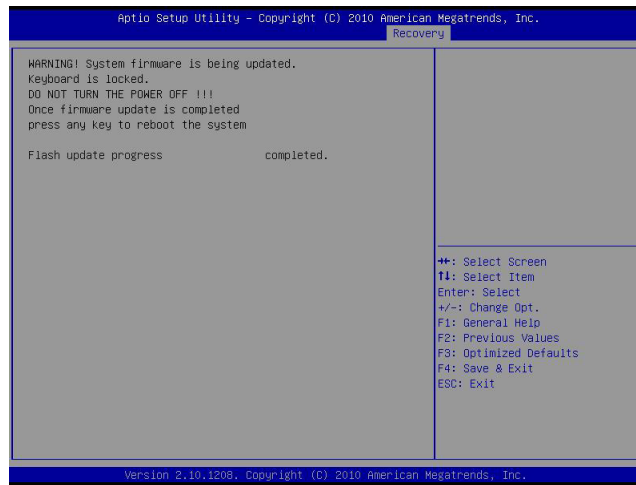 Aptio Setup Utility – Copyright (C) 2010 American Megatrends, Inc.
Recovery
WARNING! System firmware is being updated.
Keyboard is locked.
DO NOT TURN THE POWER OFF !!!
Once firmware update is completed
press any key to reboot the system
Flash update progress completed.
→←: Select Screen
↑↓: Select Item
Enter: Select
+/-: Change Opt.
F1: General Help
F2: Previous Values
F3: Optimized Defaults
F4: Save & Exit
ESC: Exit
Version 2.10.1208. Copyright (C) 2010 American Megatrends, Inc.